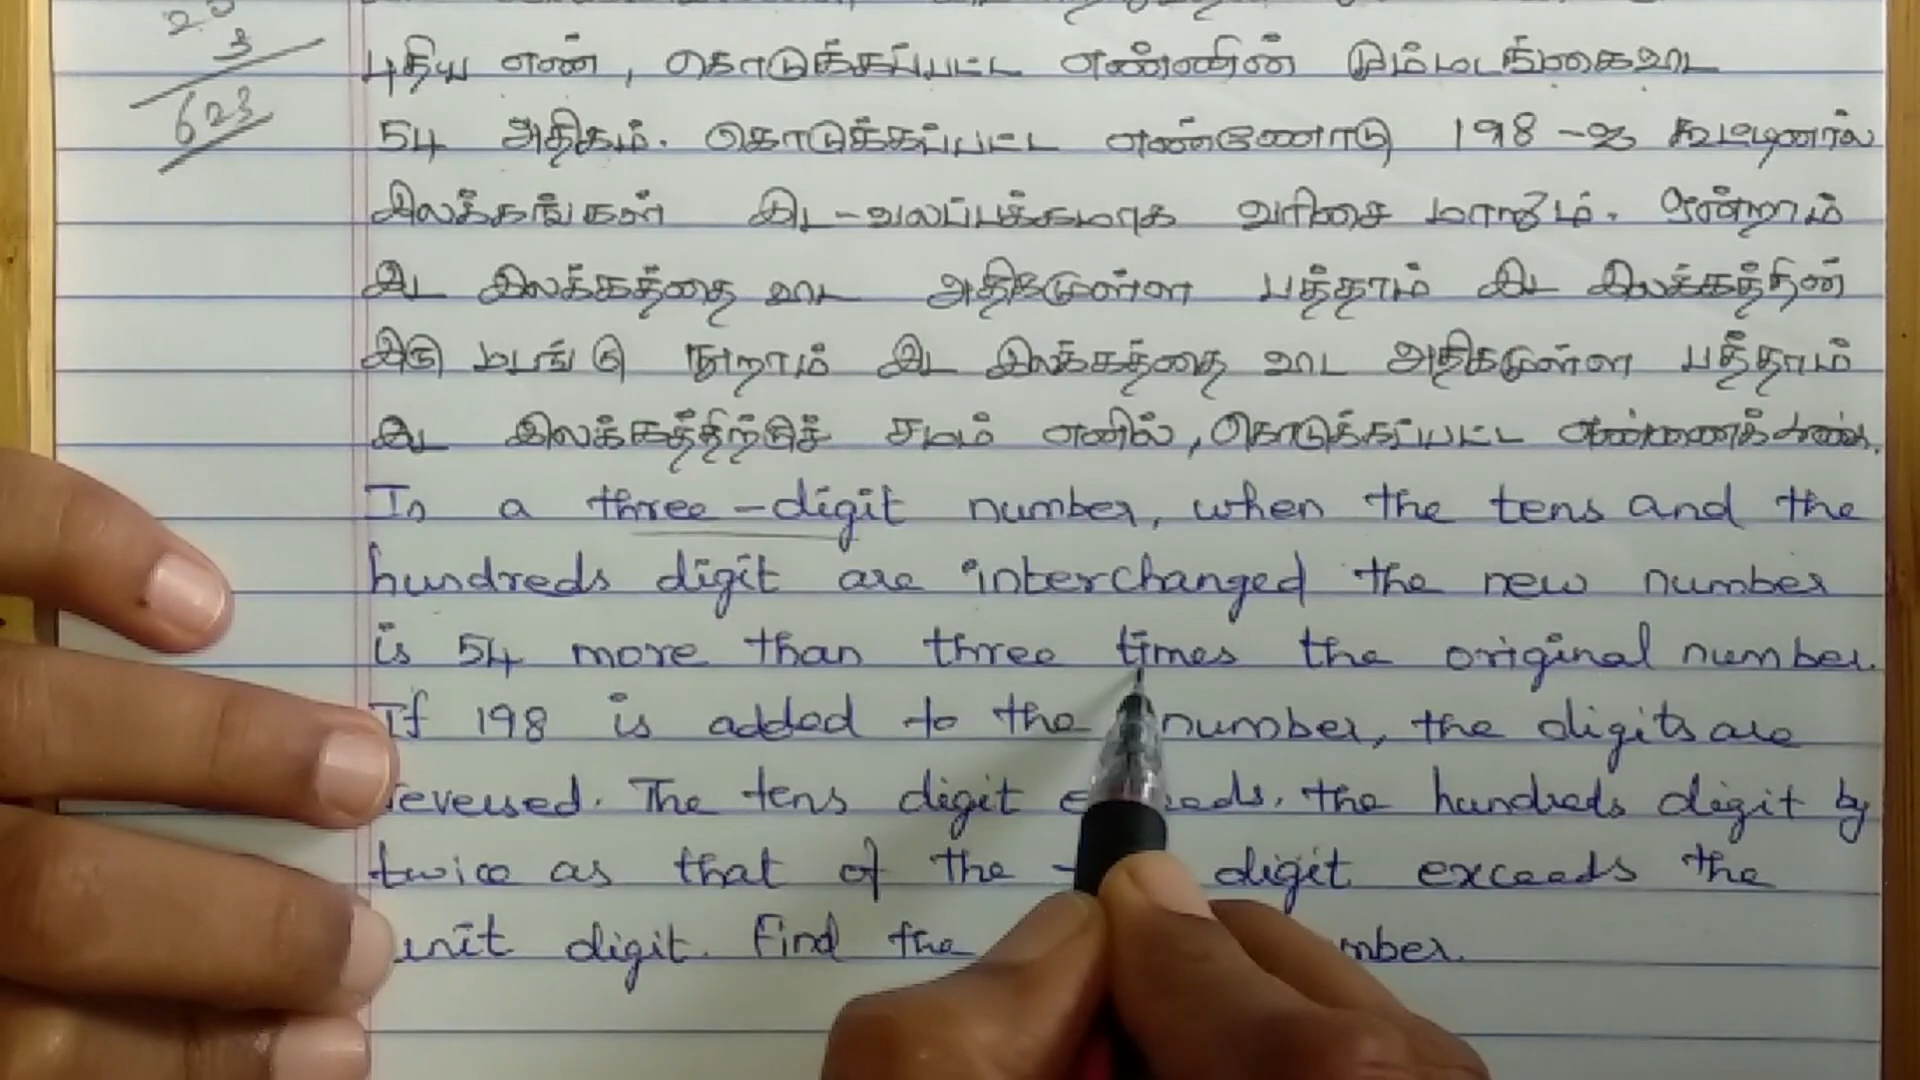 3
623
புதிய எண், கொடுக்கப்பட்ட எண்ணின் மும்மடங்கைவிட
54 அதிகம். கொடுக்கப்பட்ட எண்ணோடு 198-ஐ கூட்டினால்
இலக்கங்கள் இட-வலப்பக்கமாக வரிசை மாறும். ஒன்றாம்
இட இலக்கத்தை விட அதிகமுள்ள பத்தாம் இட இலக்கத்தின்
இரு மடங்கு நூறாம் இட இலக்கத்தை விட அதிகமுள்ள பத்தாம்
இட இலக்கத்திற்குச் சமம் எனில், கொடுக்கப்பட்ட எண்ணைக் காண்க.
In a three-digit number, when the tens and the
hundreds digit are interchanged the new number
is 54 more than three times the original number.
If 198 is added to the number, the digits are
reversed. The tens digit the hundreds digit by
twice as that of the digit exceeds the
unit digit. Find the